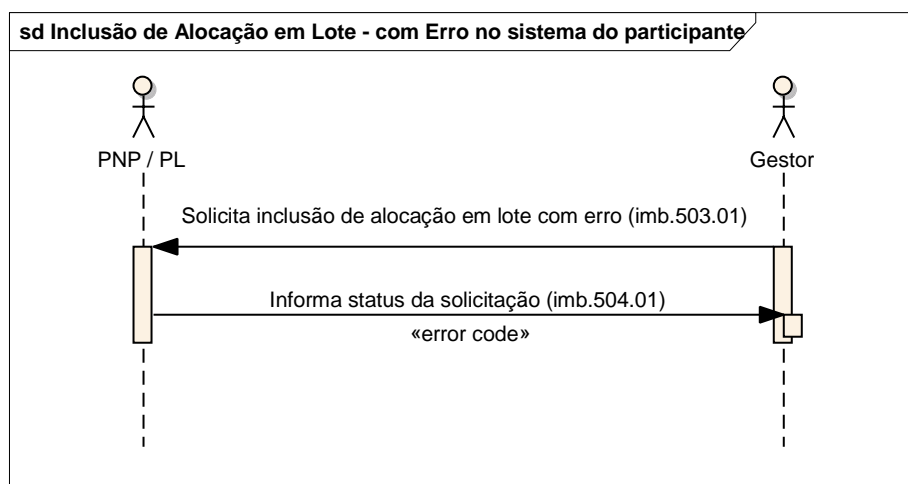 sd Inclusão de Alocação em Lote - com Erro no sistema do participante
PNP / PL
Gestor
Solicita inclusão de alocação em lote com erro (imb.503.01)
Informa status da solicitação (imb.504.01)
«error code»